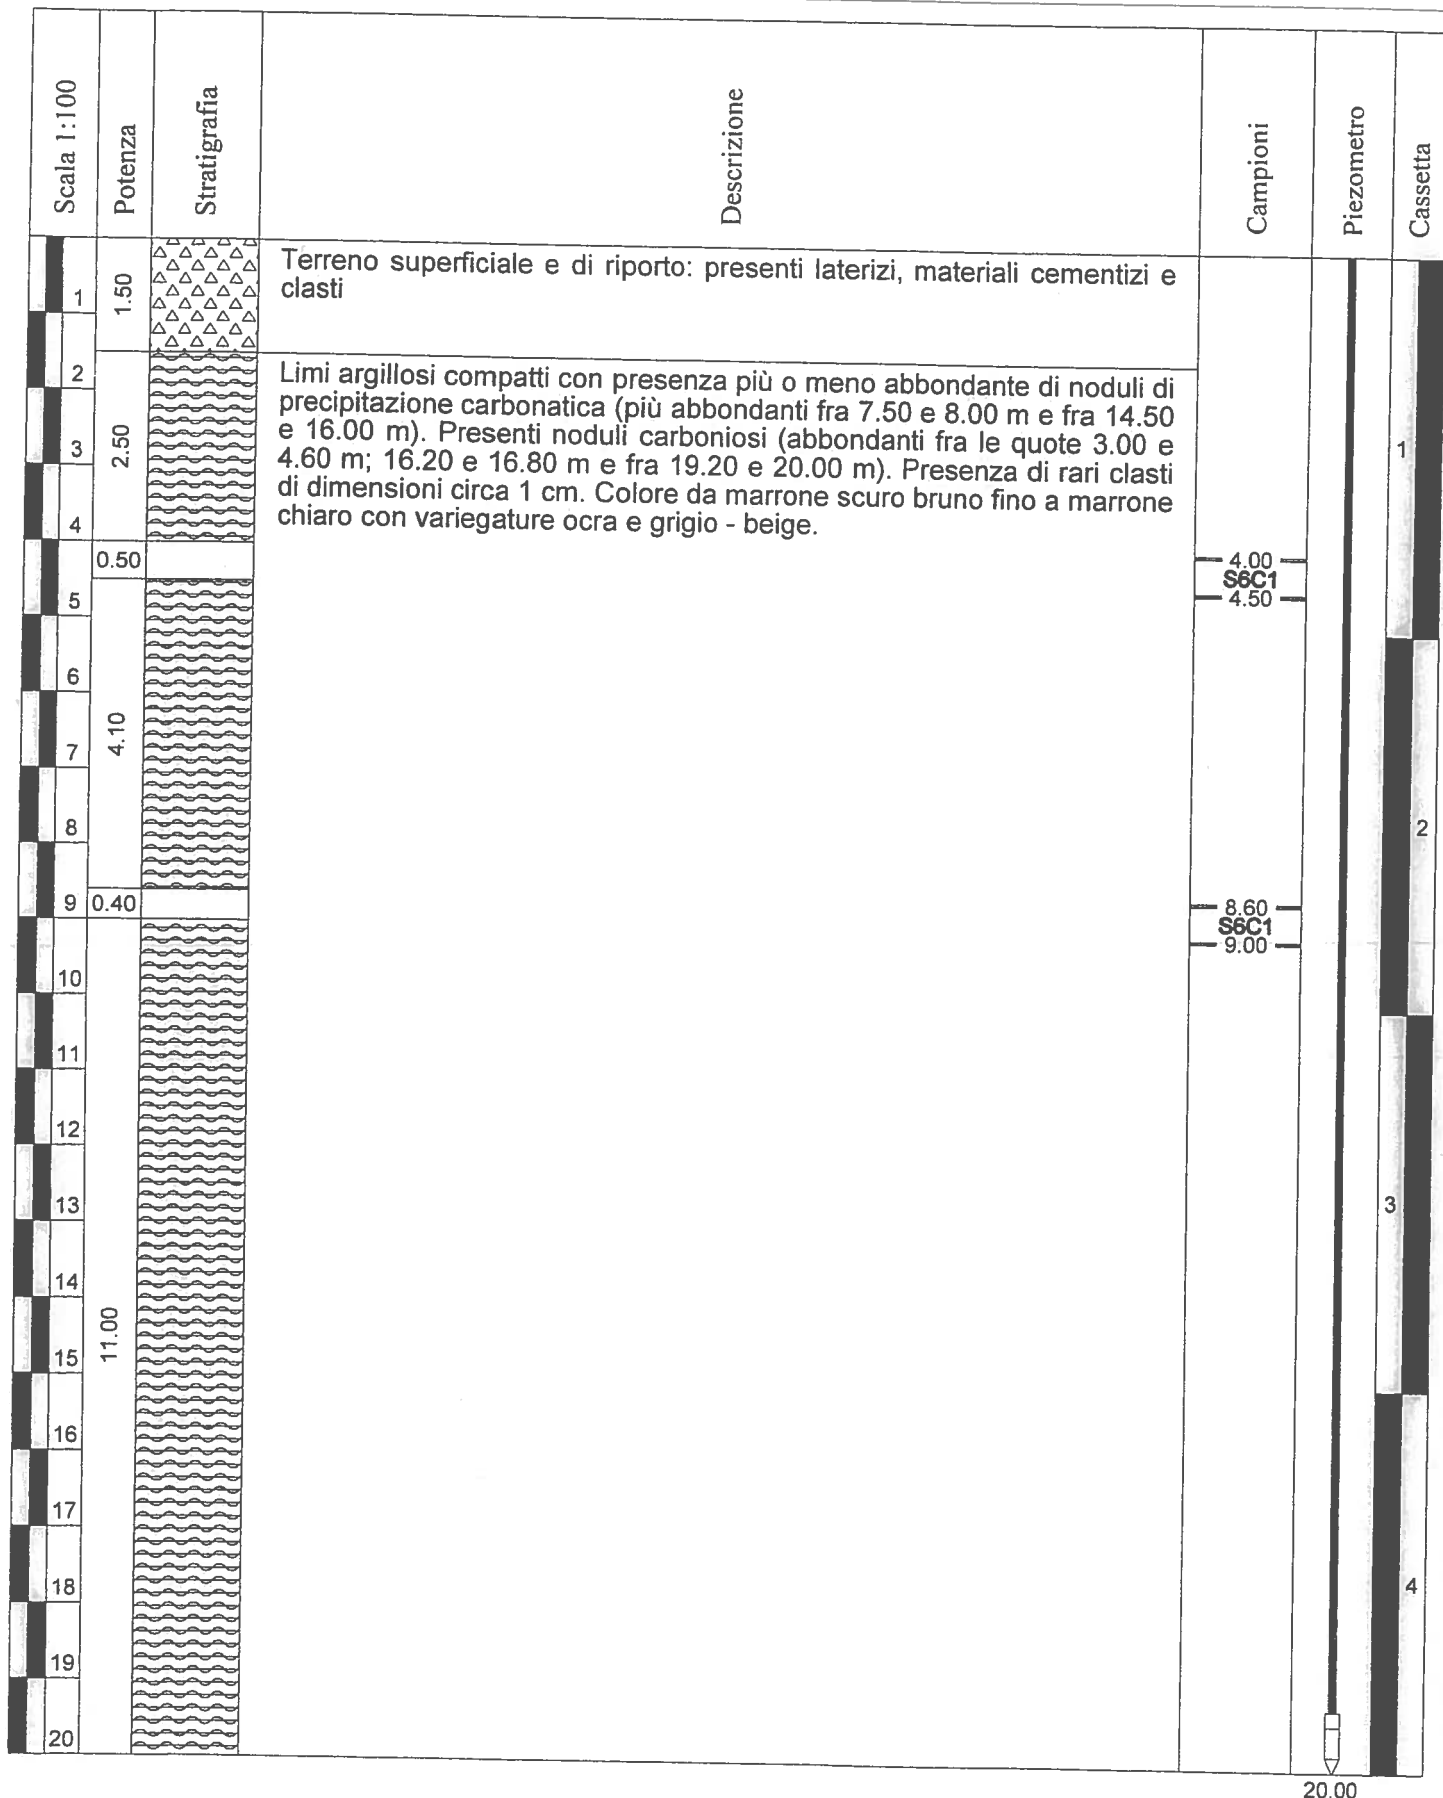 Scala 1:100
Potenza
Stratigrafia
Descrizione
Campioni
Piezometro
Cassetta
1
2
3
4
5
6
7
8
9
10
11
12
13
14
15
16
17
18
19
20
1.50
2.50
0.50
4.10
0.40
11.00
Terreno superficiale e di riporto: presenti laterizi, materiali cementizi e
clasti
Limi argillosi compatti con presenza più o meno abbondante di noduli di
precipitazione carbonatica (più abbondanti fra 7.50 e 8.00 m e fra 14.50
e 16.00 m). Presenti noduli carboniosi (abbondanti fra le quote 3.00 e
4.60 m; 16.20 e 16.80 m e fra 19.20 e 20.00 m). Presenza di rari clasti
di dimensioni circa 1 cm. Colore da marrone scuro bruno fino a marrone
chiaro con variegature ocra e grigio - beige.
4.00
S6C1
4.50
8.60
S6C1
9.00
20.00
1
2
3
4